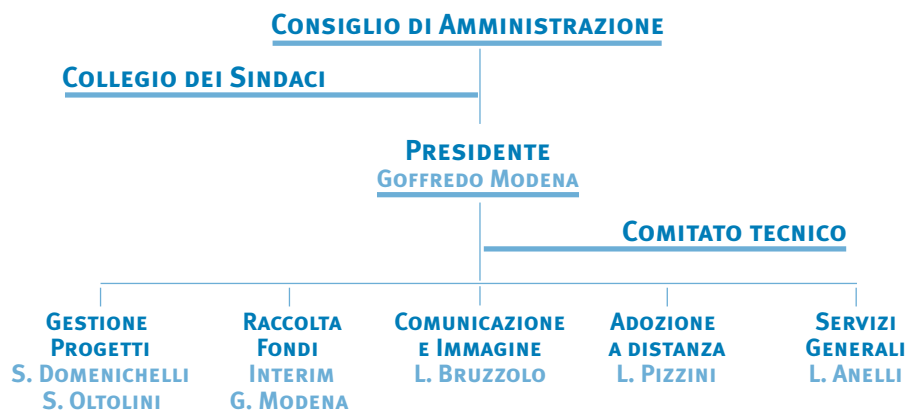 Consiglio di Amministrazione
Collegio dei Sindaci
Presidente
Goffredo Modena
Comitato tecnico
Gestione
Progetti
S. Domenichelli
S. Oltolini
Raccolta
Fondi
Interim
G. Modena
Comunicazione
e Immagine
L. Bruzzolo
Adozione
a distanza
L. Pizzini
Servizi
Generali
L. Anelli